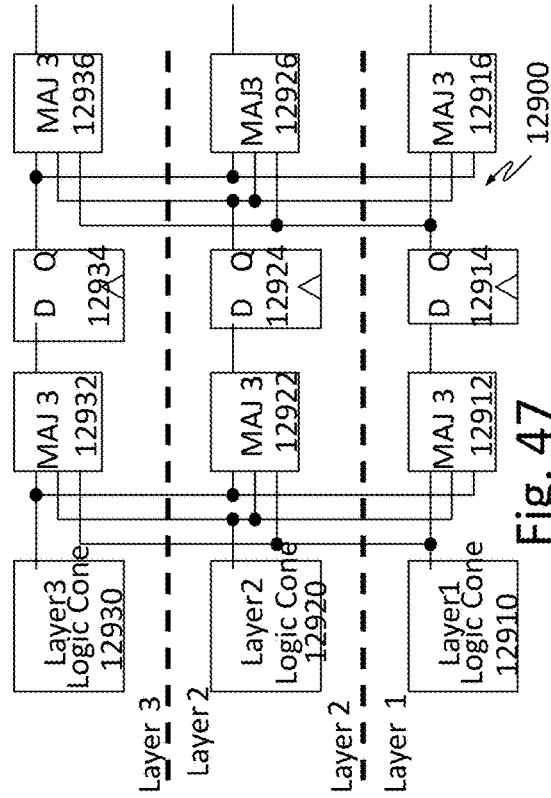 Layer3
Logic Cone
12930
MAJ 3
12932
D Q
12934
MAJ 3
12936
Layer 3
Layer 2
Layer2
Logic Cone
12920
MAJ 3
12922
D Q
12924
MAJ3
12926
Layer 2
Layer 1
Layer1
Logic Cone
12910
MAJ 3
12912
D Q
12914
MAJ3
12916
12900
Fig. 47